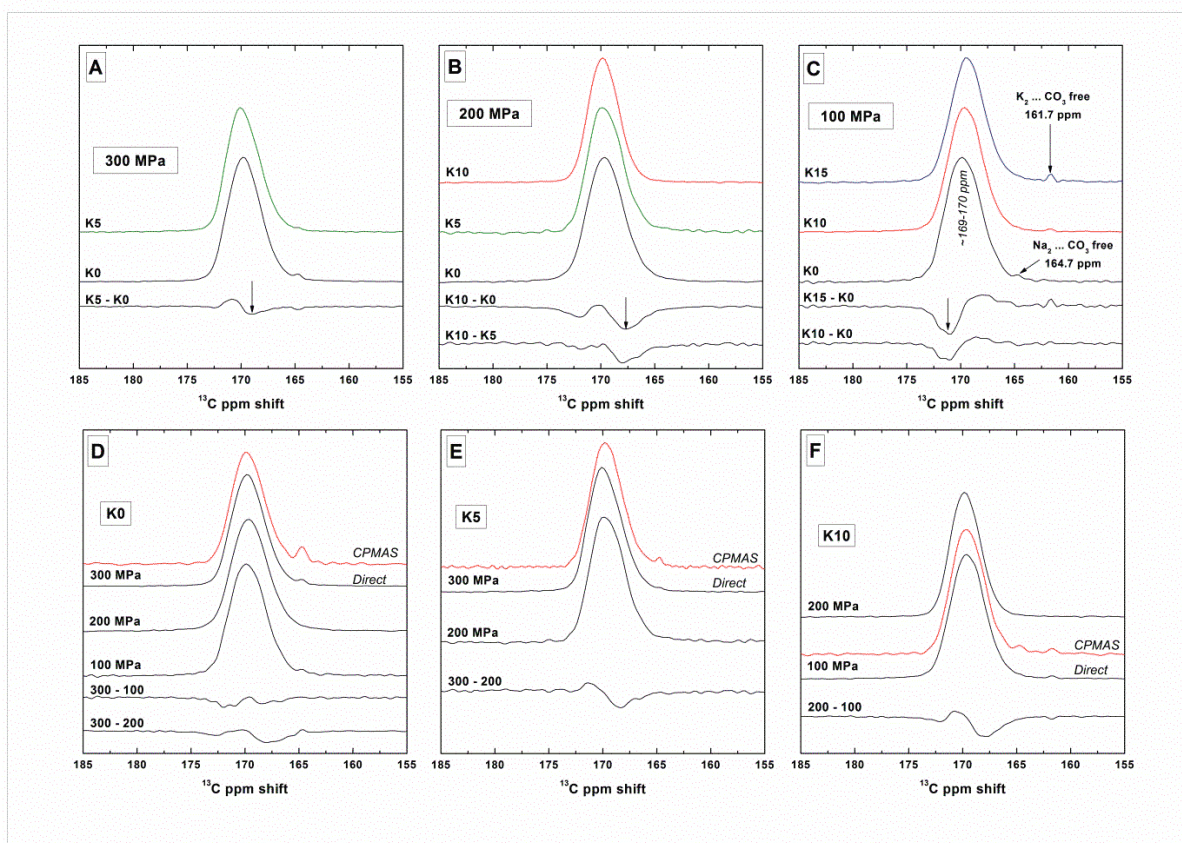 A
300 MPa
K5
K0
K5 - K0
185 180 175 170 165 160 155
¹³C ppm shift
B
200 MPa
K10
K5
K0
K10 - K0
K10 - K5
185 180 175 170 165 160 155
¹³C ppm shift
C
100 MPa
K₂ ... CO₃ free
161.7 ppm
K15
K10
~169-170 ppm
Na₂ ... CO₃ free
164.7 ppm
K0
K15 - K0
K10 - K0
185 180 175 170 165 160 155
¹³C ppm shift
D
K0
CPMAS
300 MPa
Direct
200 MPa
100 MPa
300 - 100
300 - 200
185 180 175 170 165 160 155
¹³C ppm shift
E
K5
CPMAS
300 MPa
Direct
200 MPa
300 - 200
185 180 175 170 165 160 155
¹³C ppm shift
F
K10
200 MPa
CPMAS
100 MPa
Direct
200 - 100
185 180 175 170 165 160 155
¹³C ppm shift